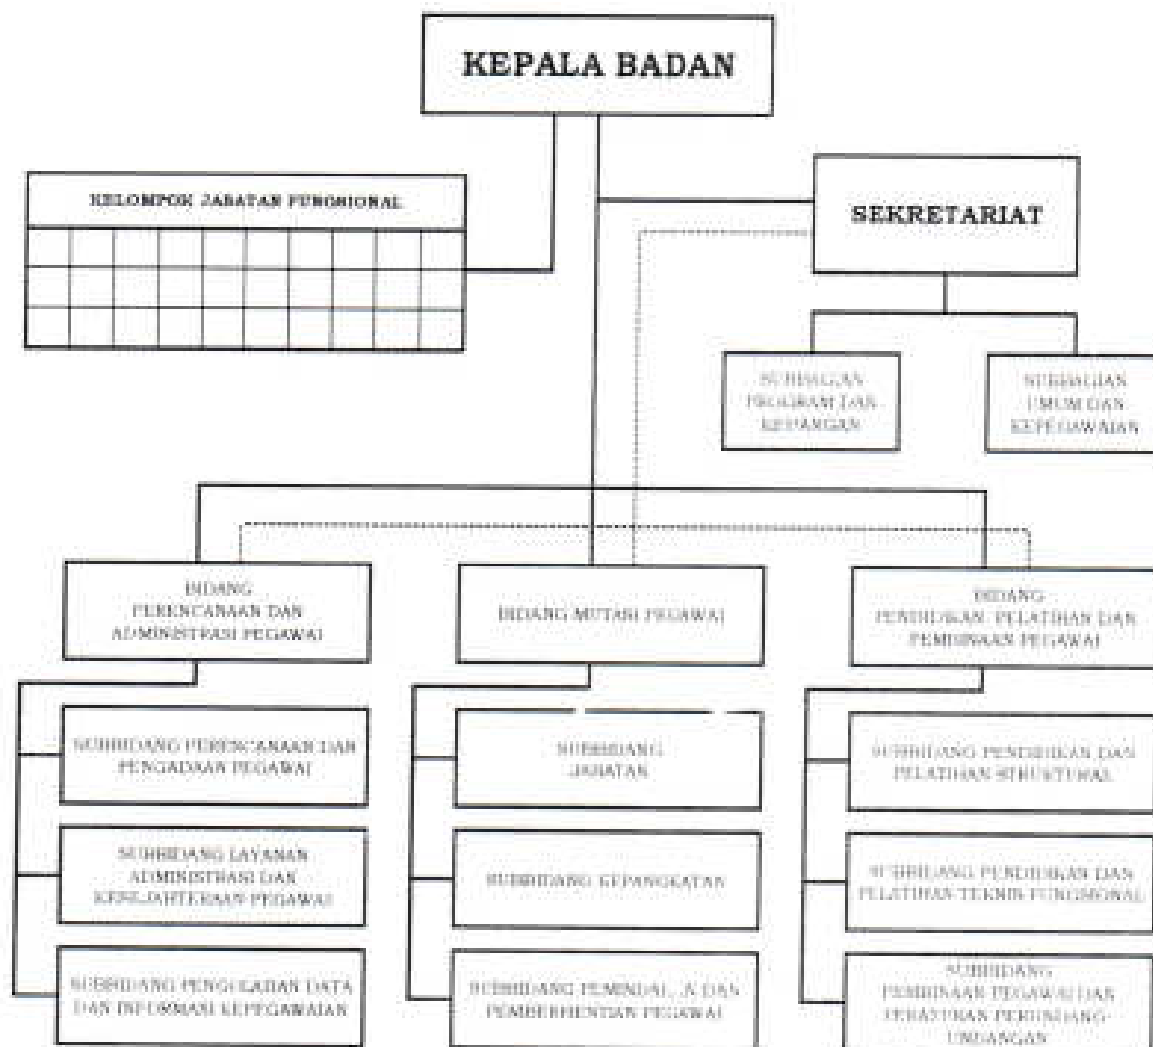 KEPALA BADAN
KELOMPOK JABATAN FUNGSIONAL
SEKRETARIAT
SUBBAGIAN
PROGRAM DAN
KEUANGAN
SUBBAGIAN
UMUM DAN
KEPEGAWAIAN
BIDANG
PERENCANAAN DAN
ADMINISTRASI PEGAWAI
BIDANG MUTASI PEGAWAI
BIDANG
PENDIDIKAN, PELATIHAN DAN
PEMBINAAN PEGAWAI
SUBBIDANG PERENCANAAN DAN
PENGADAAN PEGAWAI
SUBBIDANG
JABATAN
SUBBIDANG PENDIDIKAN DAN
PELATIHAN STRUKTURAL
SUBBIDANG LAYANAN
ADMINISTRASI DAN
KESEJAHTERAAN PEGAWAI
SUBBIDANG KEPANGKATAN
SUBBIDANG PENDIDIKAN DAN
PELATIHAN TEKNIS FUNGSIONAL
SUBBIDANG PENGOLAHAN DATA
DAN INFORMASI KEPEGAWAIAN
SUBBIDANG DAN
PEMBERHENTIAN PEGAWAI
SUBBIDANG
PEMBINAAN PEGAWAI DAN
PERATURAN PERUNDANG-
UNDANGAN